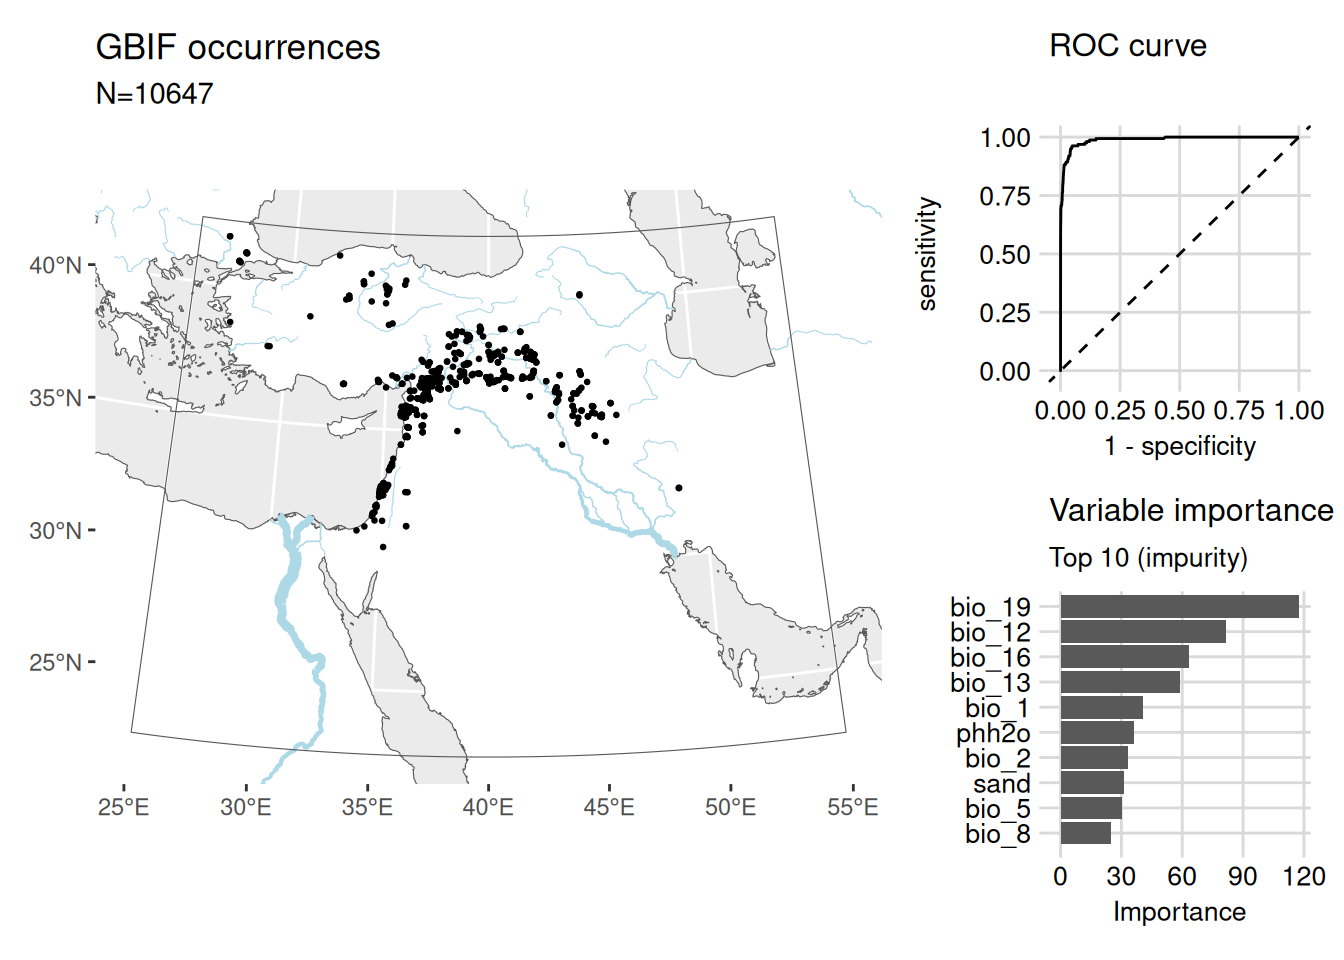 GBIF occurrences
N=10647
40°N
35°N
30°N
25°N
25°E 30°E 35°E 40°E 45°E 50°E 55°E
ROC curve
sensitivity
1.00
0.75
0.50
0.25
0.00
0.00 0.25 0.50 0.75 1.00
1 - specificity
Variable importance
Top 10 (impurity)
bio_19
bio_12
bio_16
bio_13
bio_1
phh2o
bio_2
sand
bio_5
bio_8
0 30 60 90 120
Importance